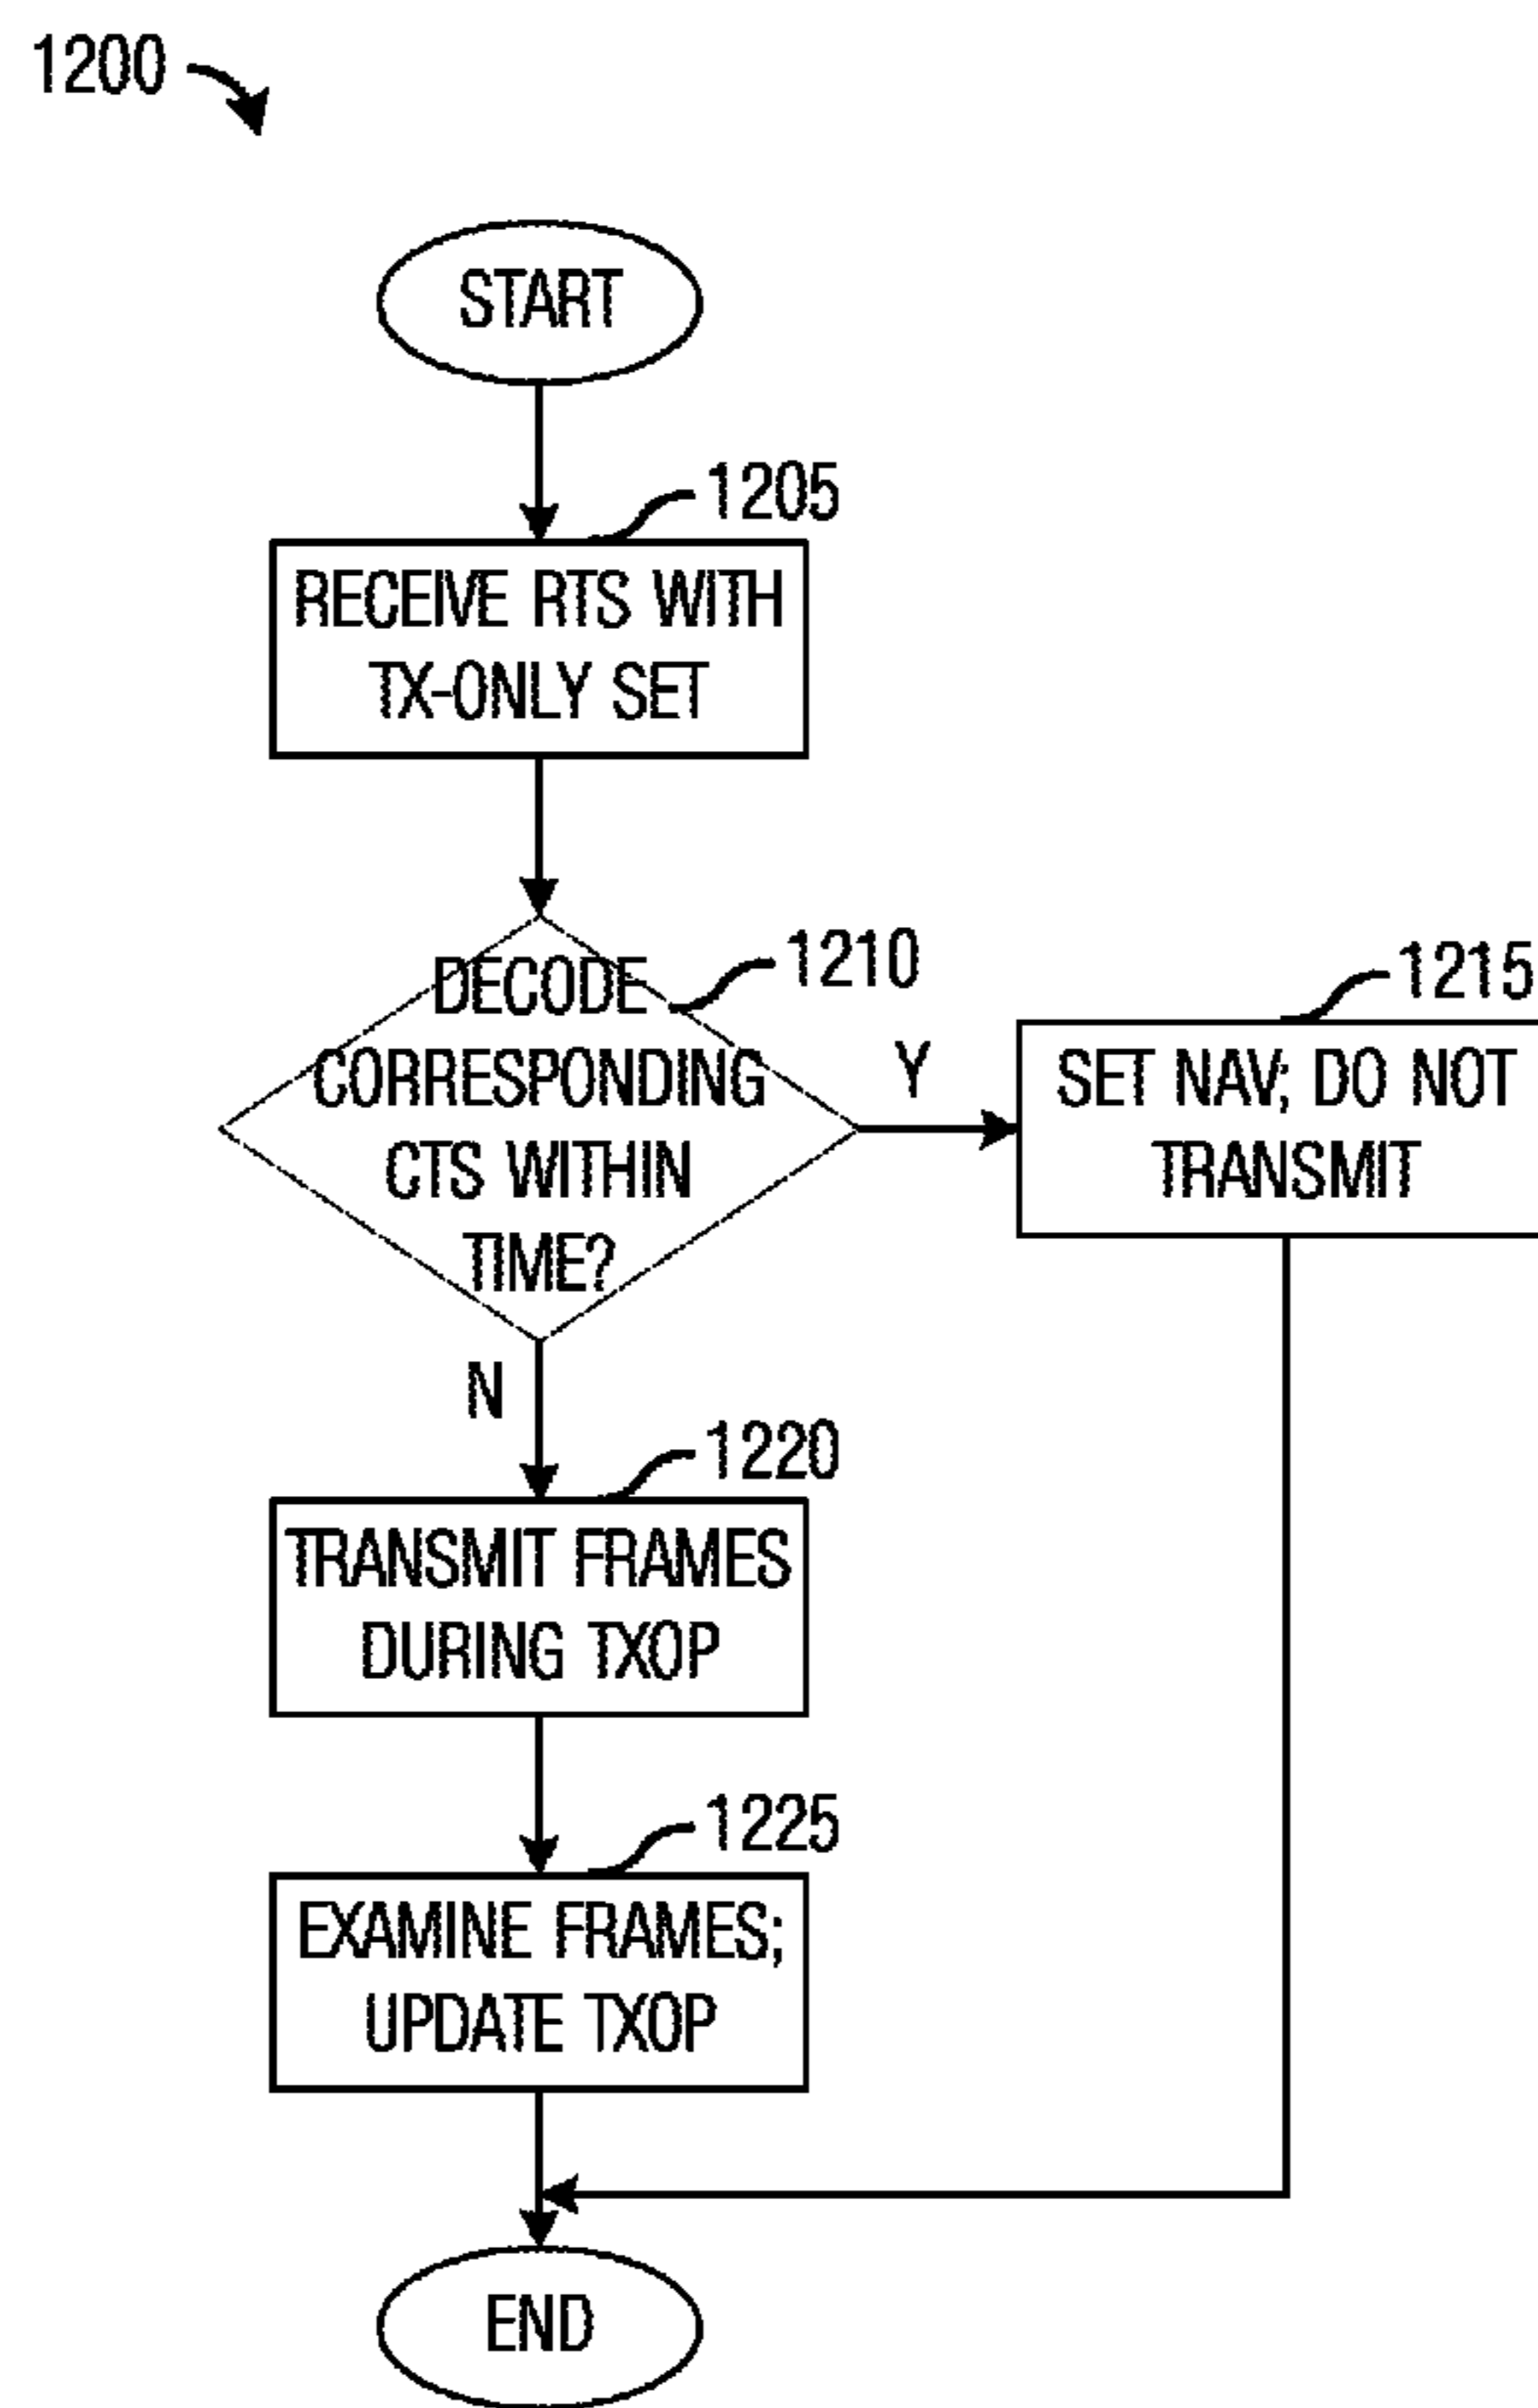 1200
START
1205
RECEIVE RTS WITH
TX-ONLY SET
1210
DECODE
CORRESPONDING
CTS WITHIN
TIME?
Y
1215
SET NAV; DO NOT
TRANSMIT
N
1220
TRANSMIT FRAMES
DURING TXOP
1225
EXAMINE FRAMES;
UPDATE TXOP
END